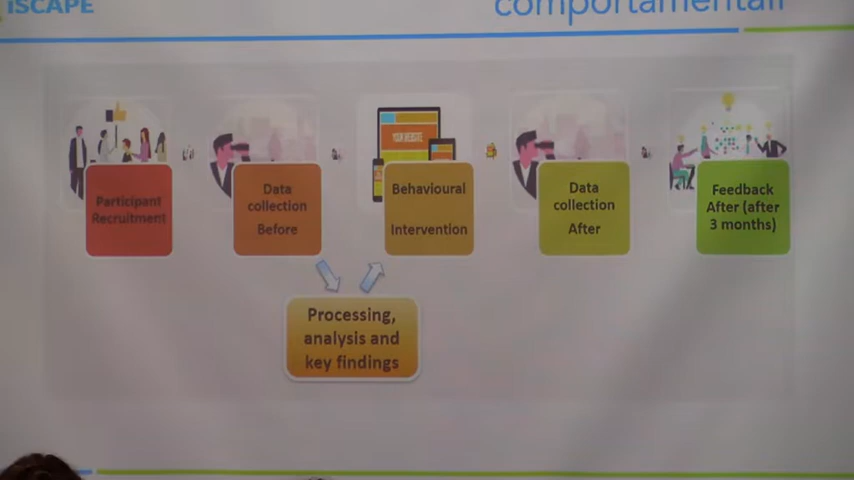 iSCAPE
comportamentali
Participant
Recruitment
Data
collection
Before
Behavioural
Intervention
Data
collection
After
Feedback
After (after
3 months)
Processing,
analysis and
key findings